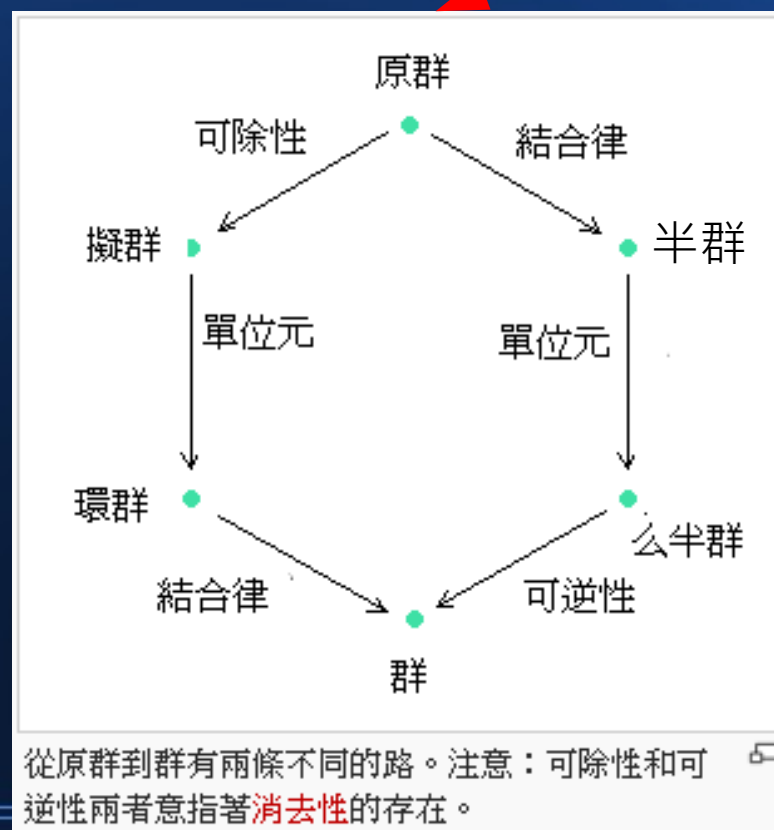 原群
可除性
結合律
擬群
半群
單位元
單位元
環群
么半群
結合律
可逆性
群
從原群到群有兩條不同的路。注意：可除性和可
逆性兩者意指著消去性的存在。